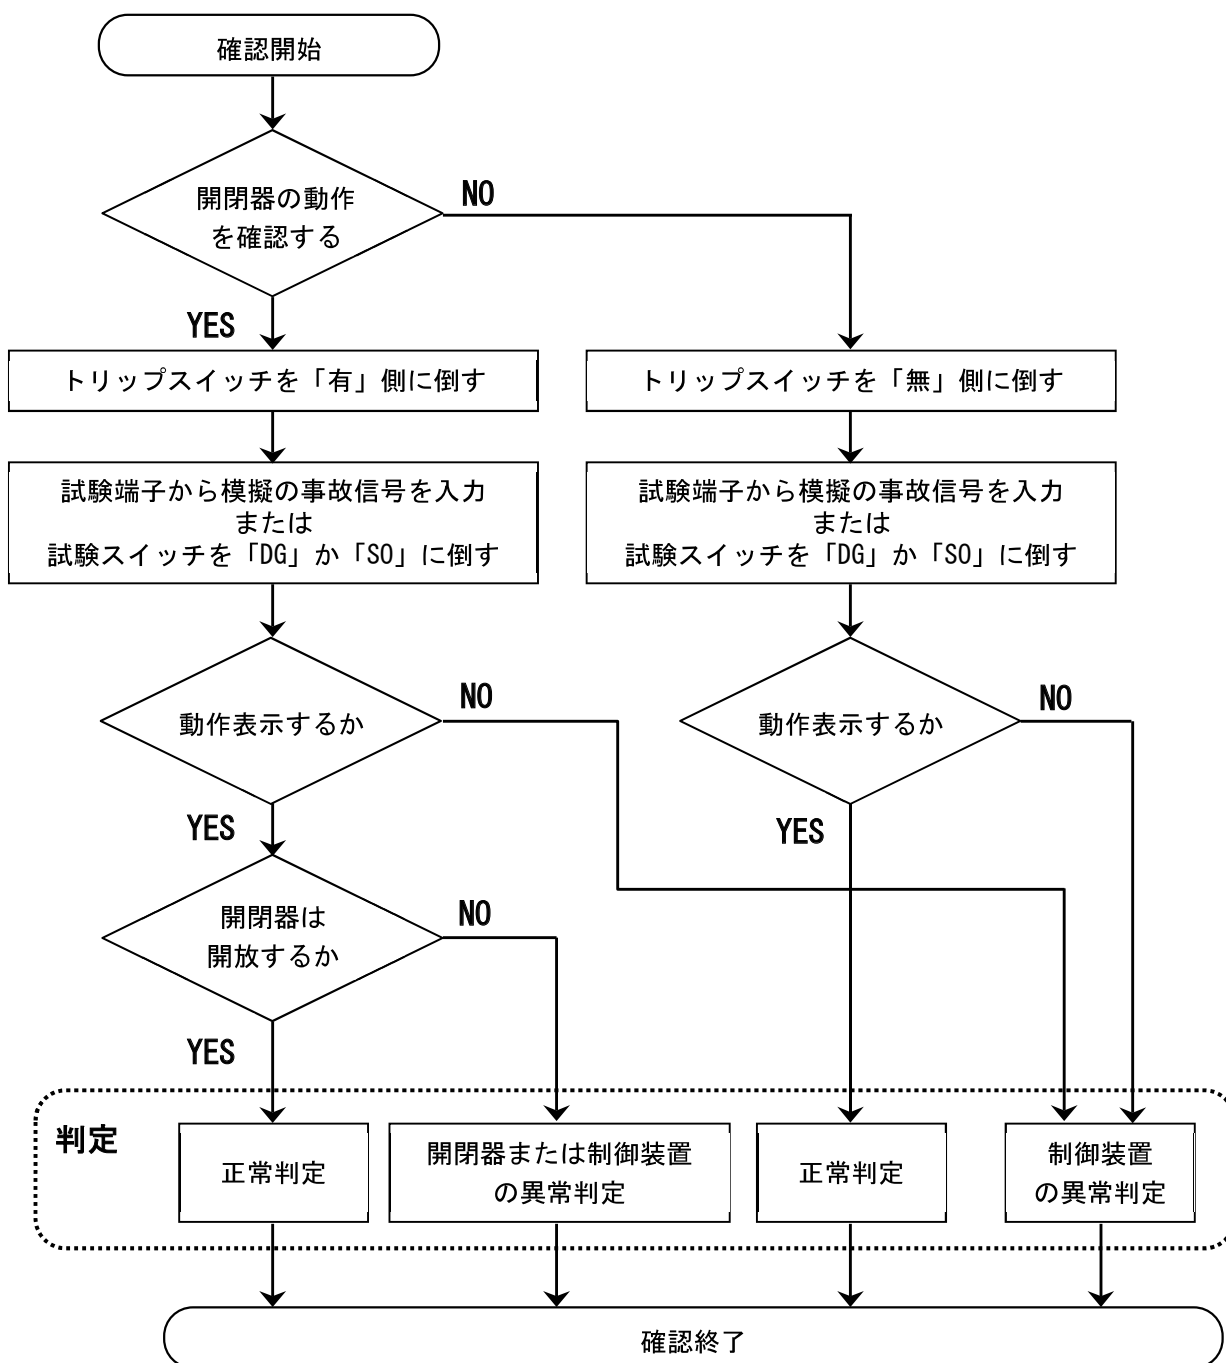 確認開始
開閉器の動作
を確認する
NO
YES
トリップスイッチを「有」側に倒す
トリップスイッチを「無」側に倒す
試験端子から模擬の事故信号を入力
または
試験スイッチを「DG」か「SO」に倒す
試験端子から模擬の事故信号を入力
または
試験スイッチを「DG」か「SO」に倒す
動作表示するか
NO
動作表示するか
NO
YES
YES
開閉器は
開放するか
NO
YES
判定
正常判定
開閉器または制御装置
の異常判定
正常判定
制御装置
の異常判定
確認終了